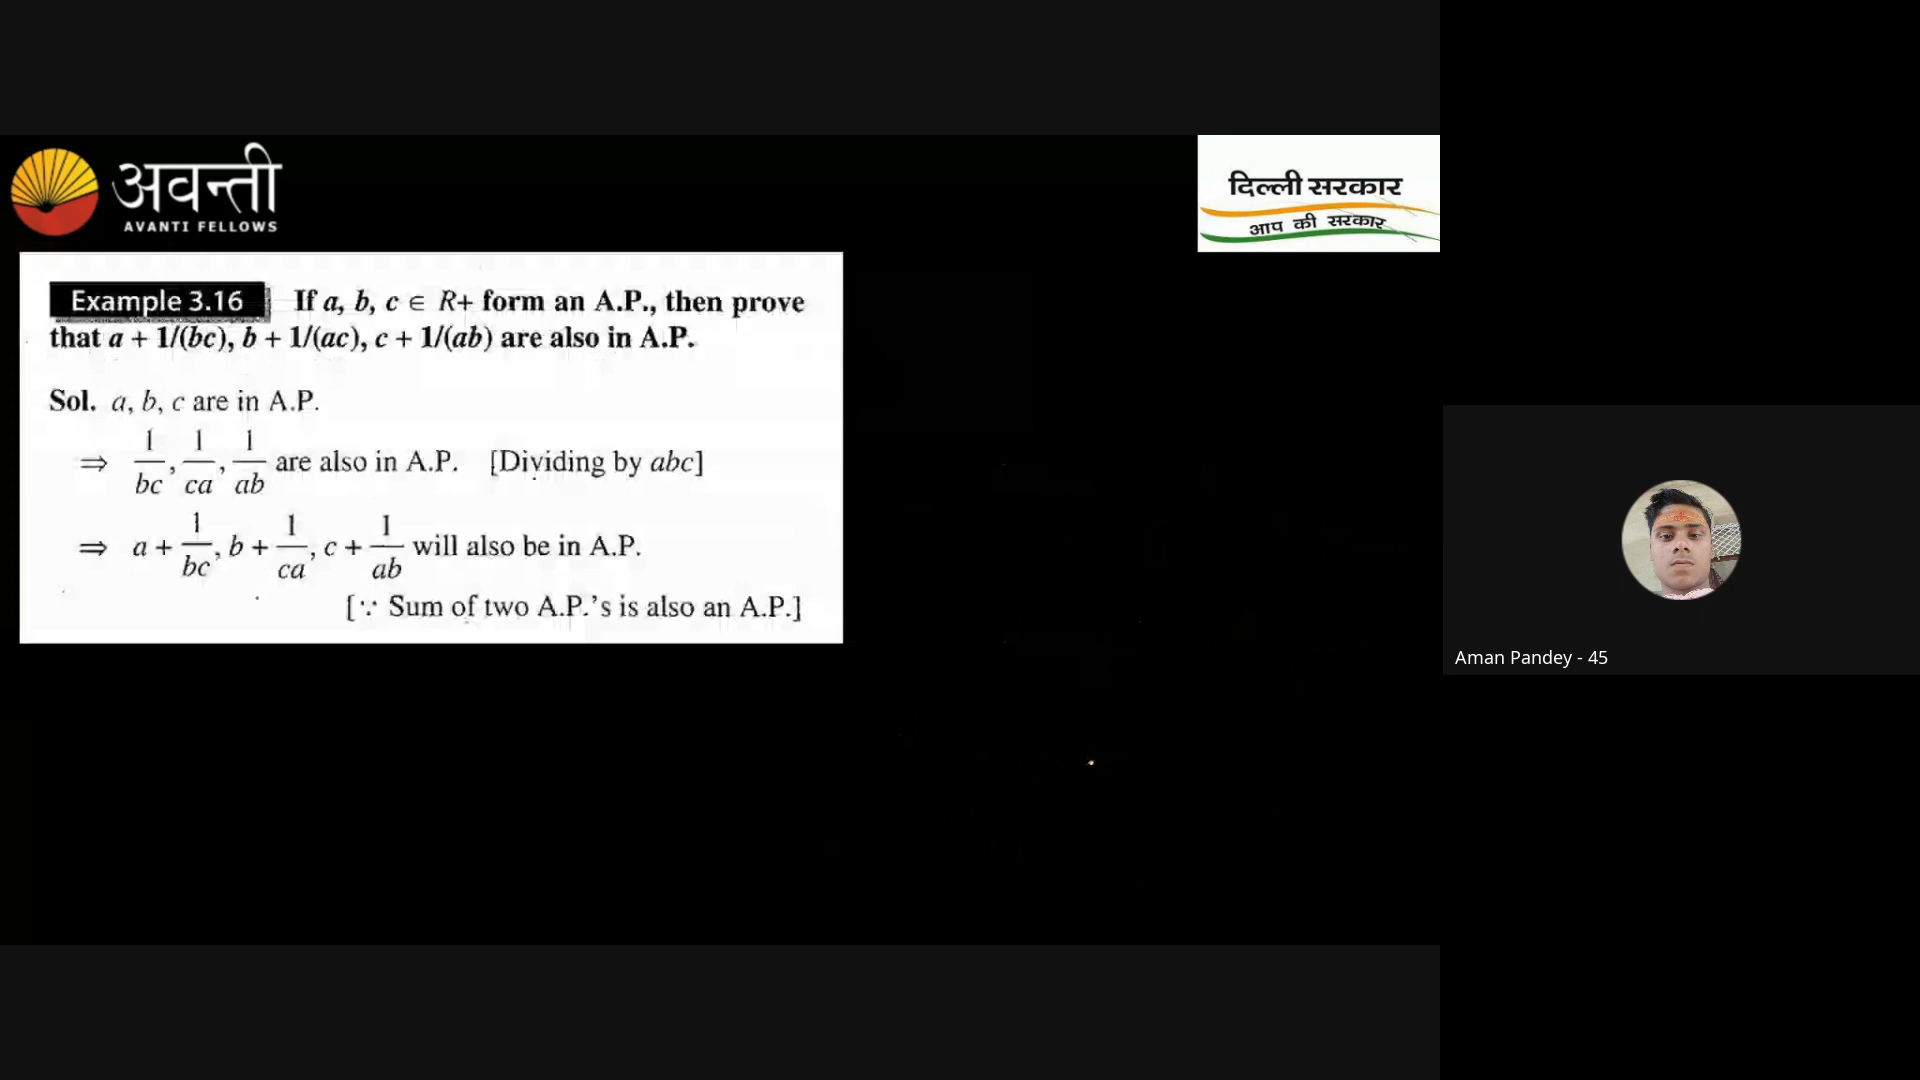 अवन्ती
AVANTI FELLOWS
दिल्ली सरकार
आप की सरकार
Example 3.16 If a, b, c ∈ R+ form an A.P., then prove
that a + 1/(bc), b + 1/(ac), c + 1/(ab) are also in A.P.
Sol. a, b, c are in A.P.
⇒ 1/bc, 1/ca, 1/ab are also in A.P. [Dividing by abc]
⇒ a + 1/bc, b + 1/ca, c + 1/ab will also be in A.P.
[∵ Sum of two A.P.'s is also an A.P.]
Aman Pandey - 45